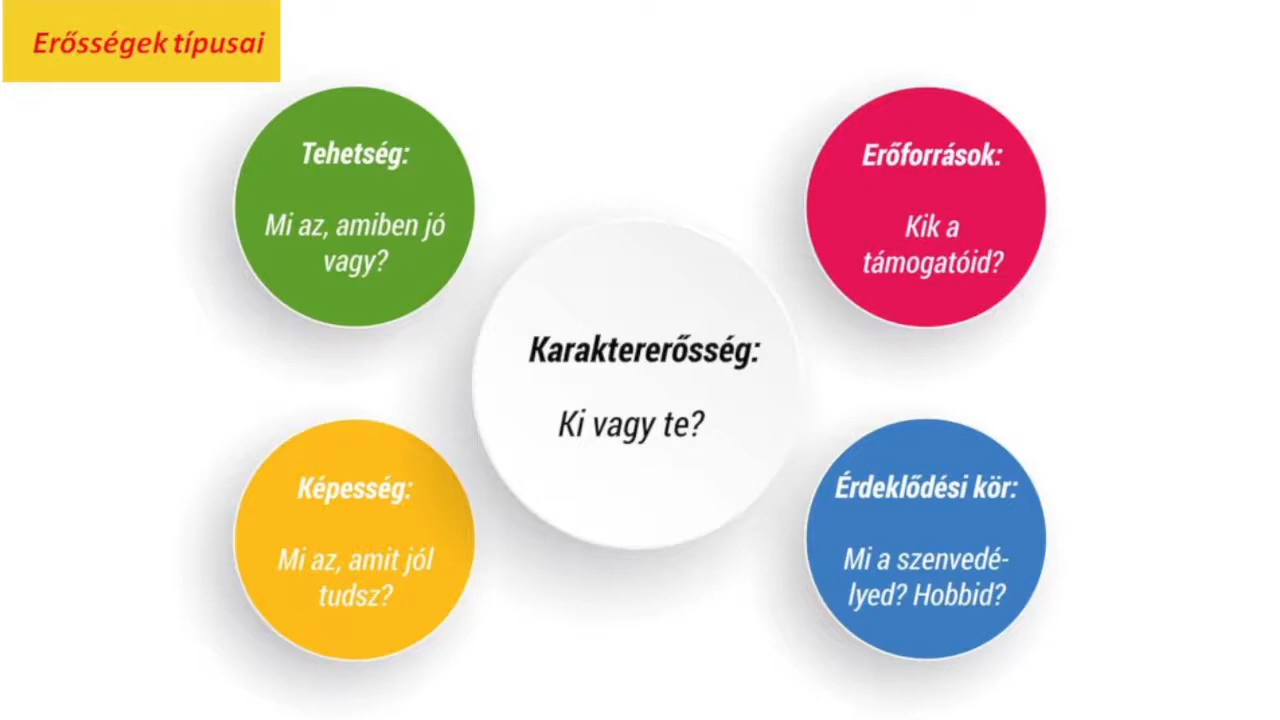 Erősségek típusai
Tehetség:
Mi az, amiben jó
vagy?
Erőforrások:
Kik a
támogatóid?
Karaktererősség:
Ki vagy te?
Képesség:
Mi az, amit jól
tudsz?
Érdeklődési kör:
Mi a szenvedé-
lyed? Hobbid?